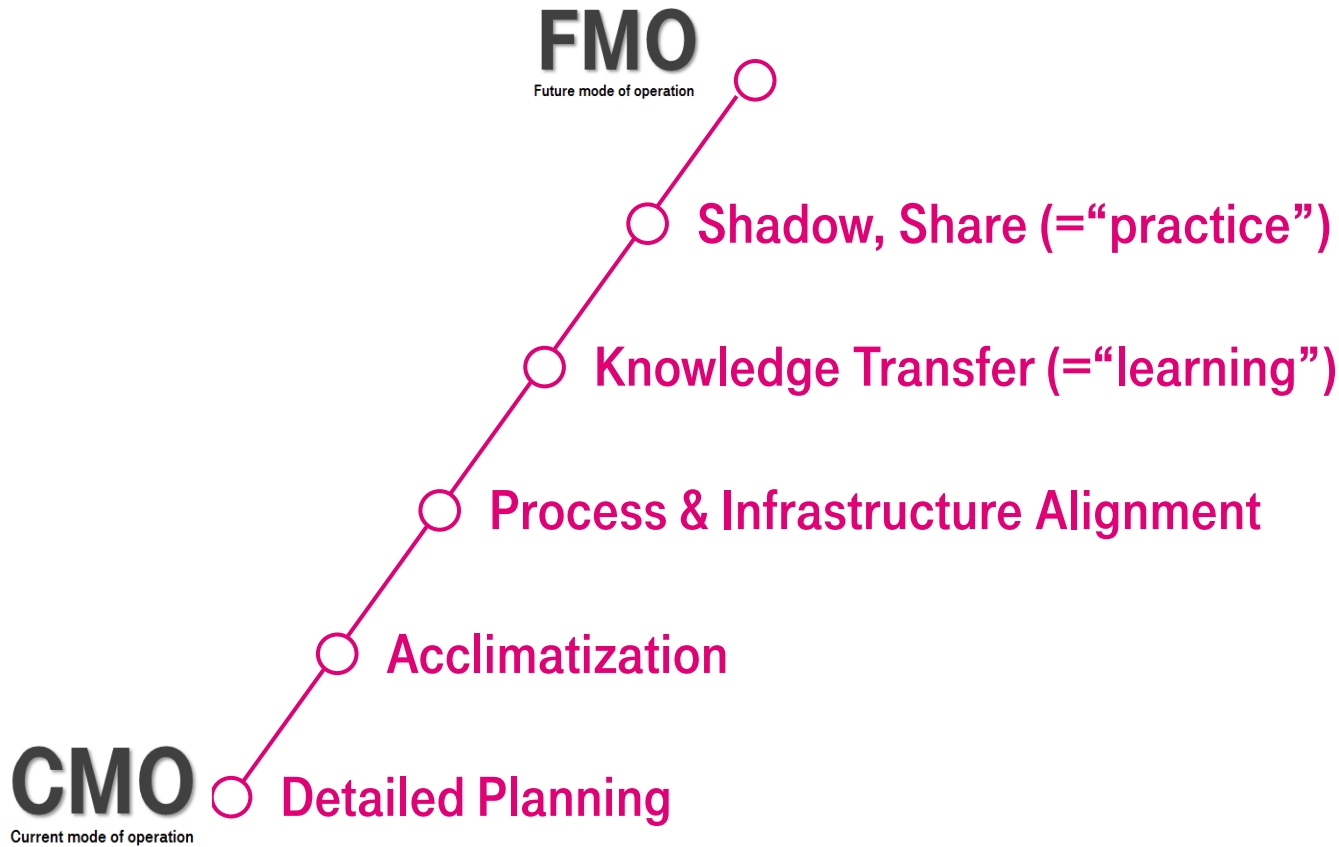 FMO
Future mode of operation
Shadow, Share (=“practice”)
Knowledge Transfer (=“learning”)
Process & Infrastructure Alignment
Acclimatization
CMO
Current mode of operation
Detailed Planning